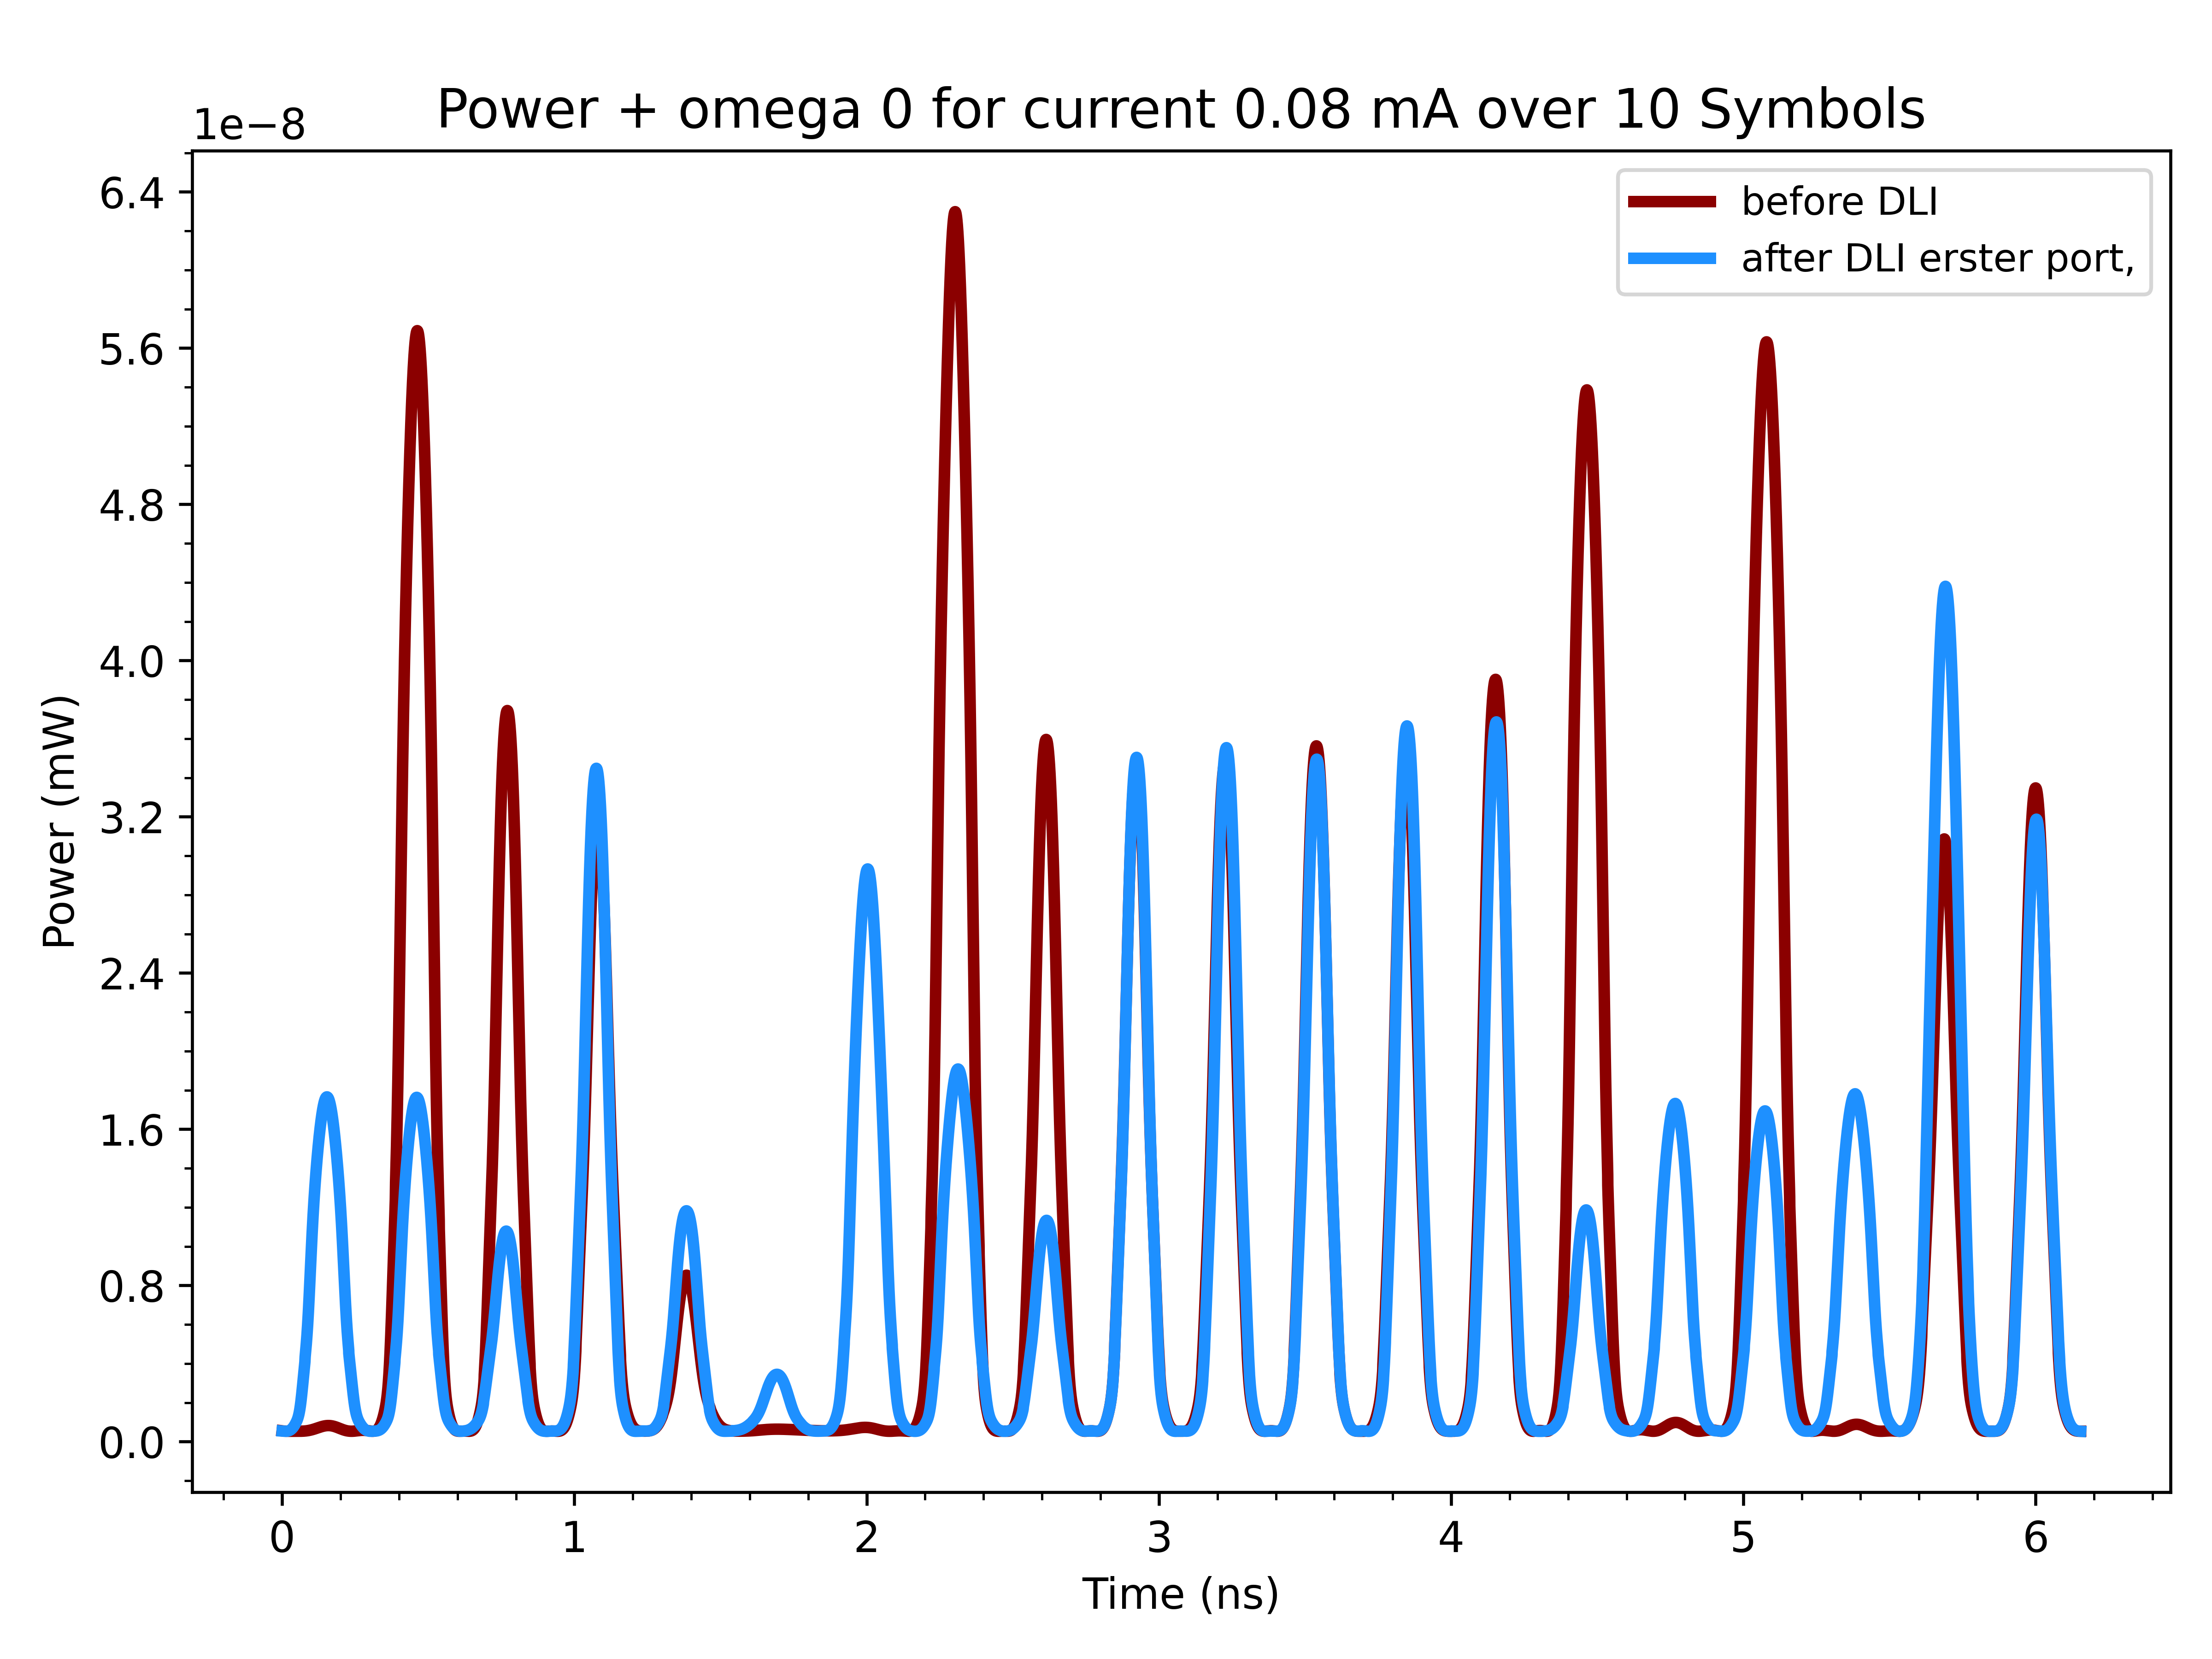 Power + omega 0 for current 0.08 mA over 10 Symbols
1e−8
before DLI
after DLI erster port,
6.4
5.6
4.8
4.0
3.2
2.4
1.6
0.8
0.0
Power (mW)
0 1 2 3 4 5 6
Time (ns)